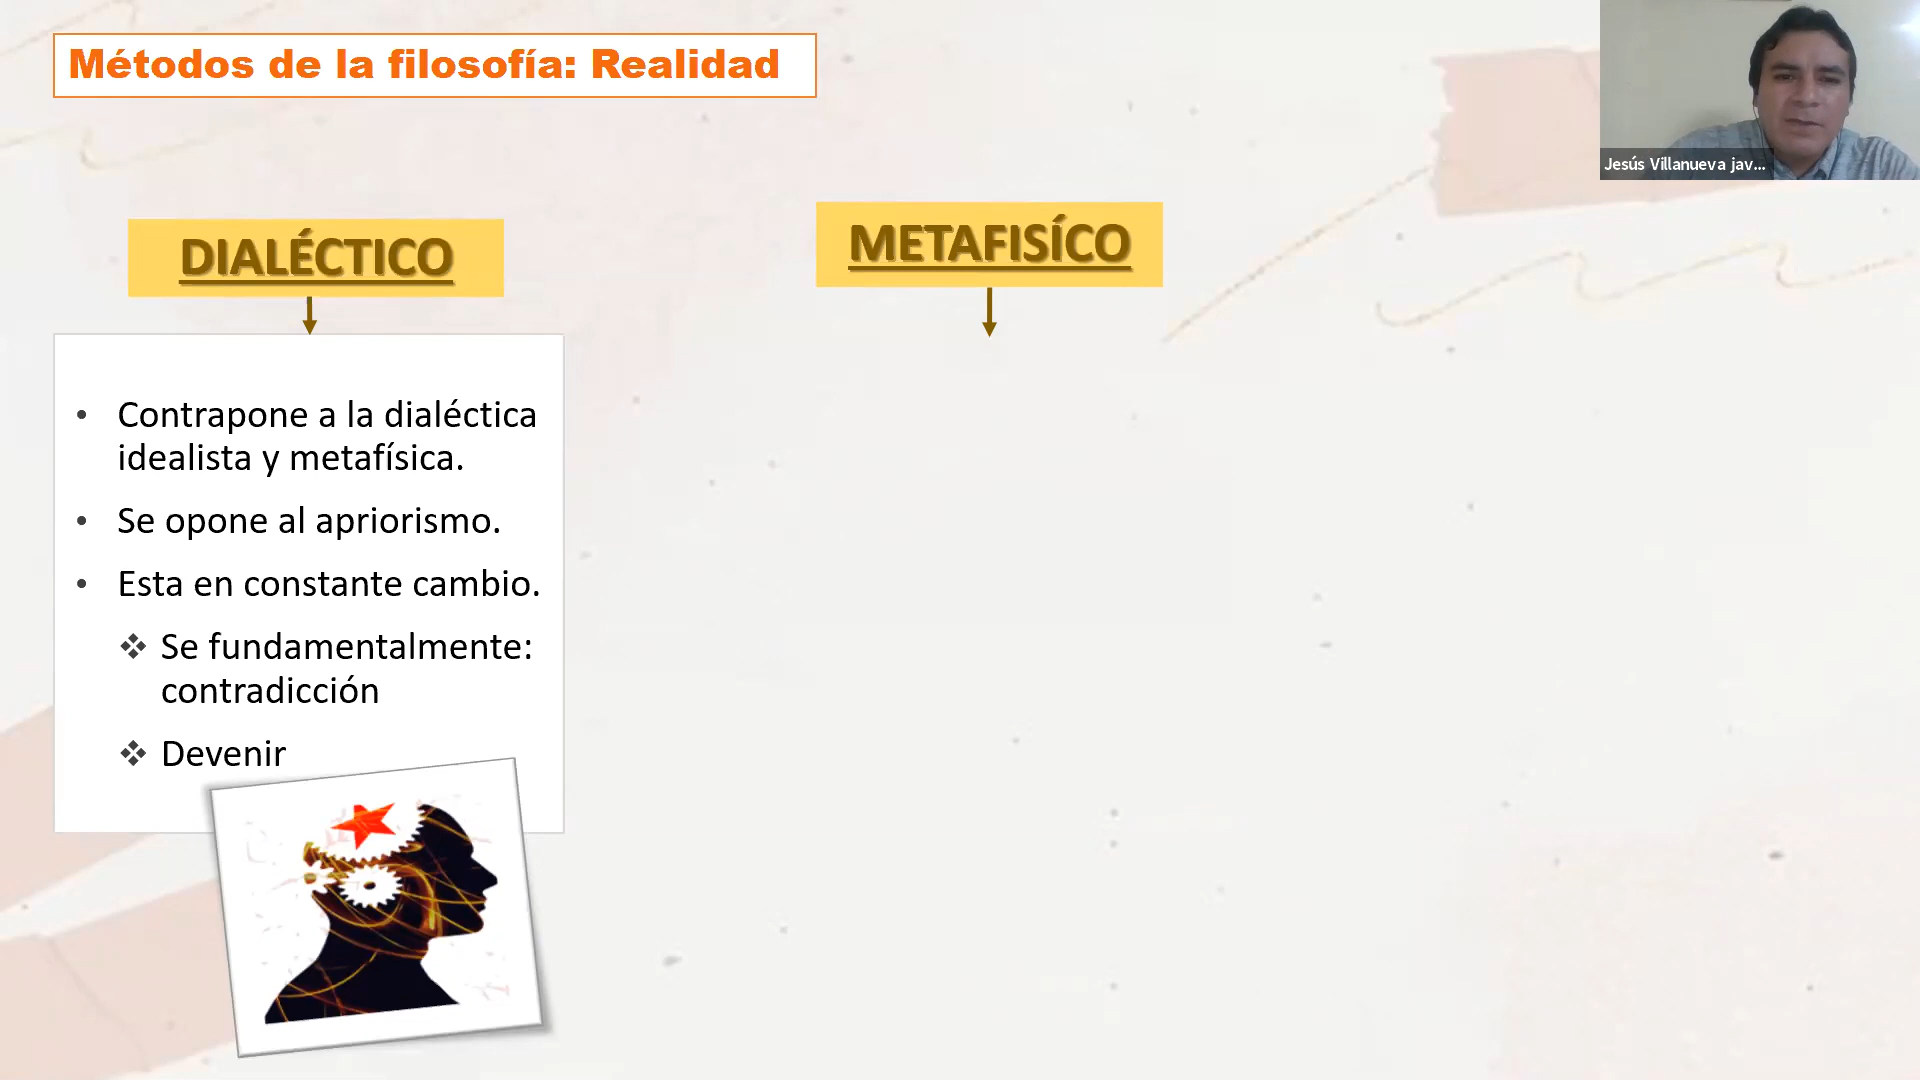 Métodos de la filosofía: Realidad
Jesús Villanueva jav...
DIALÉCTICO
METAFISÍCO
• Contrapone a la dialéctica
idealista y metafísica.
• Se opone al apriorismo.
• Esta en constante cambio.
❖ Se fundamentalmente:
contradicción
❖ Devenir